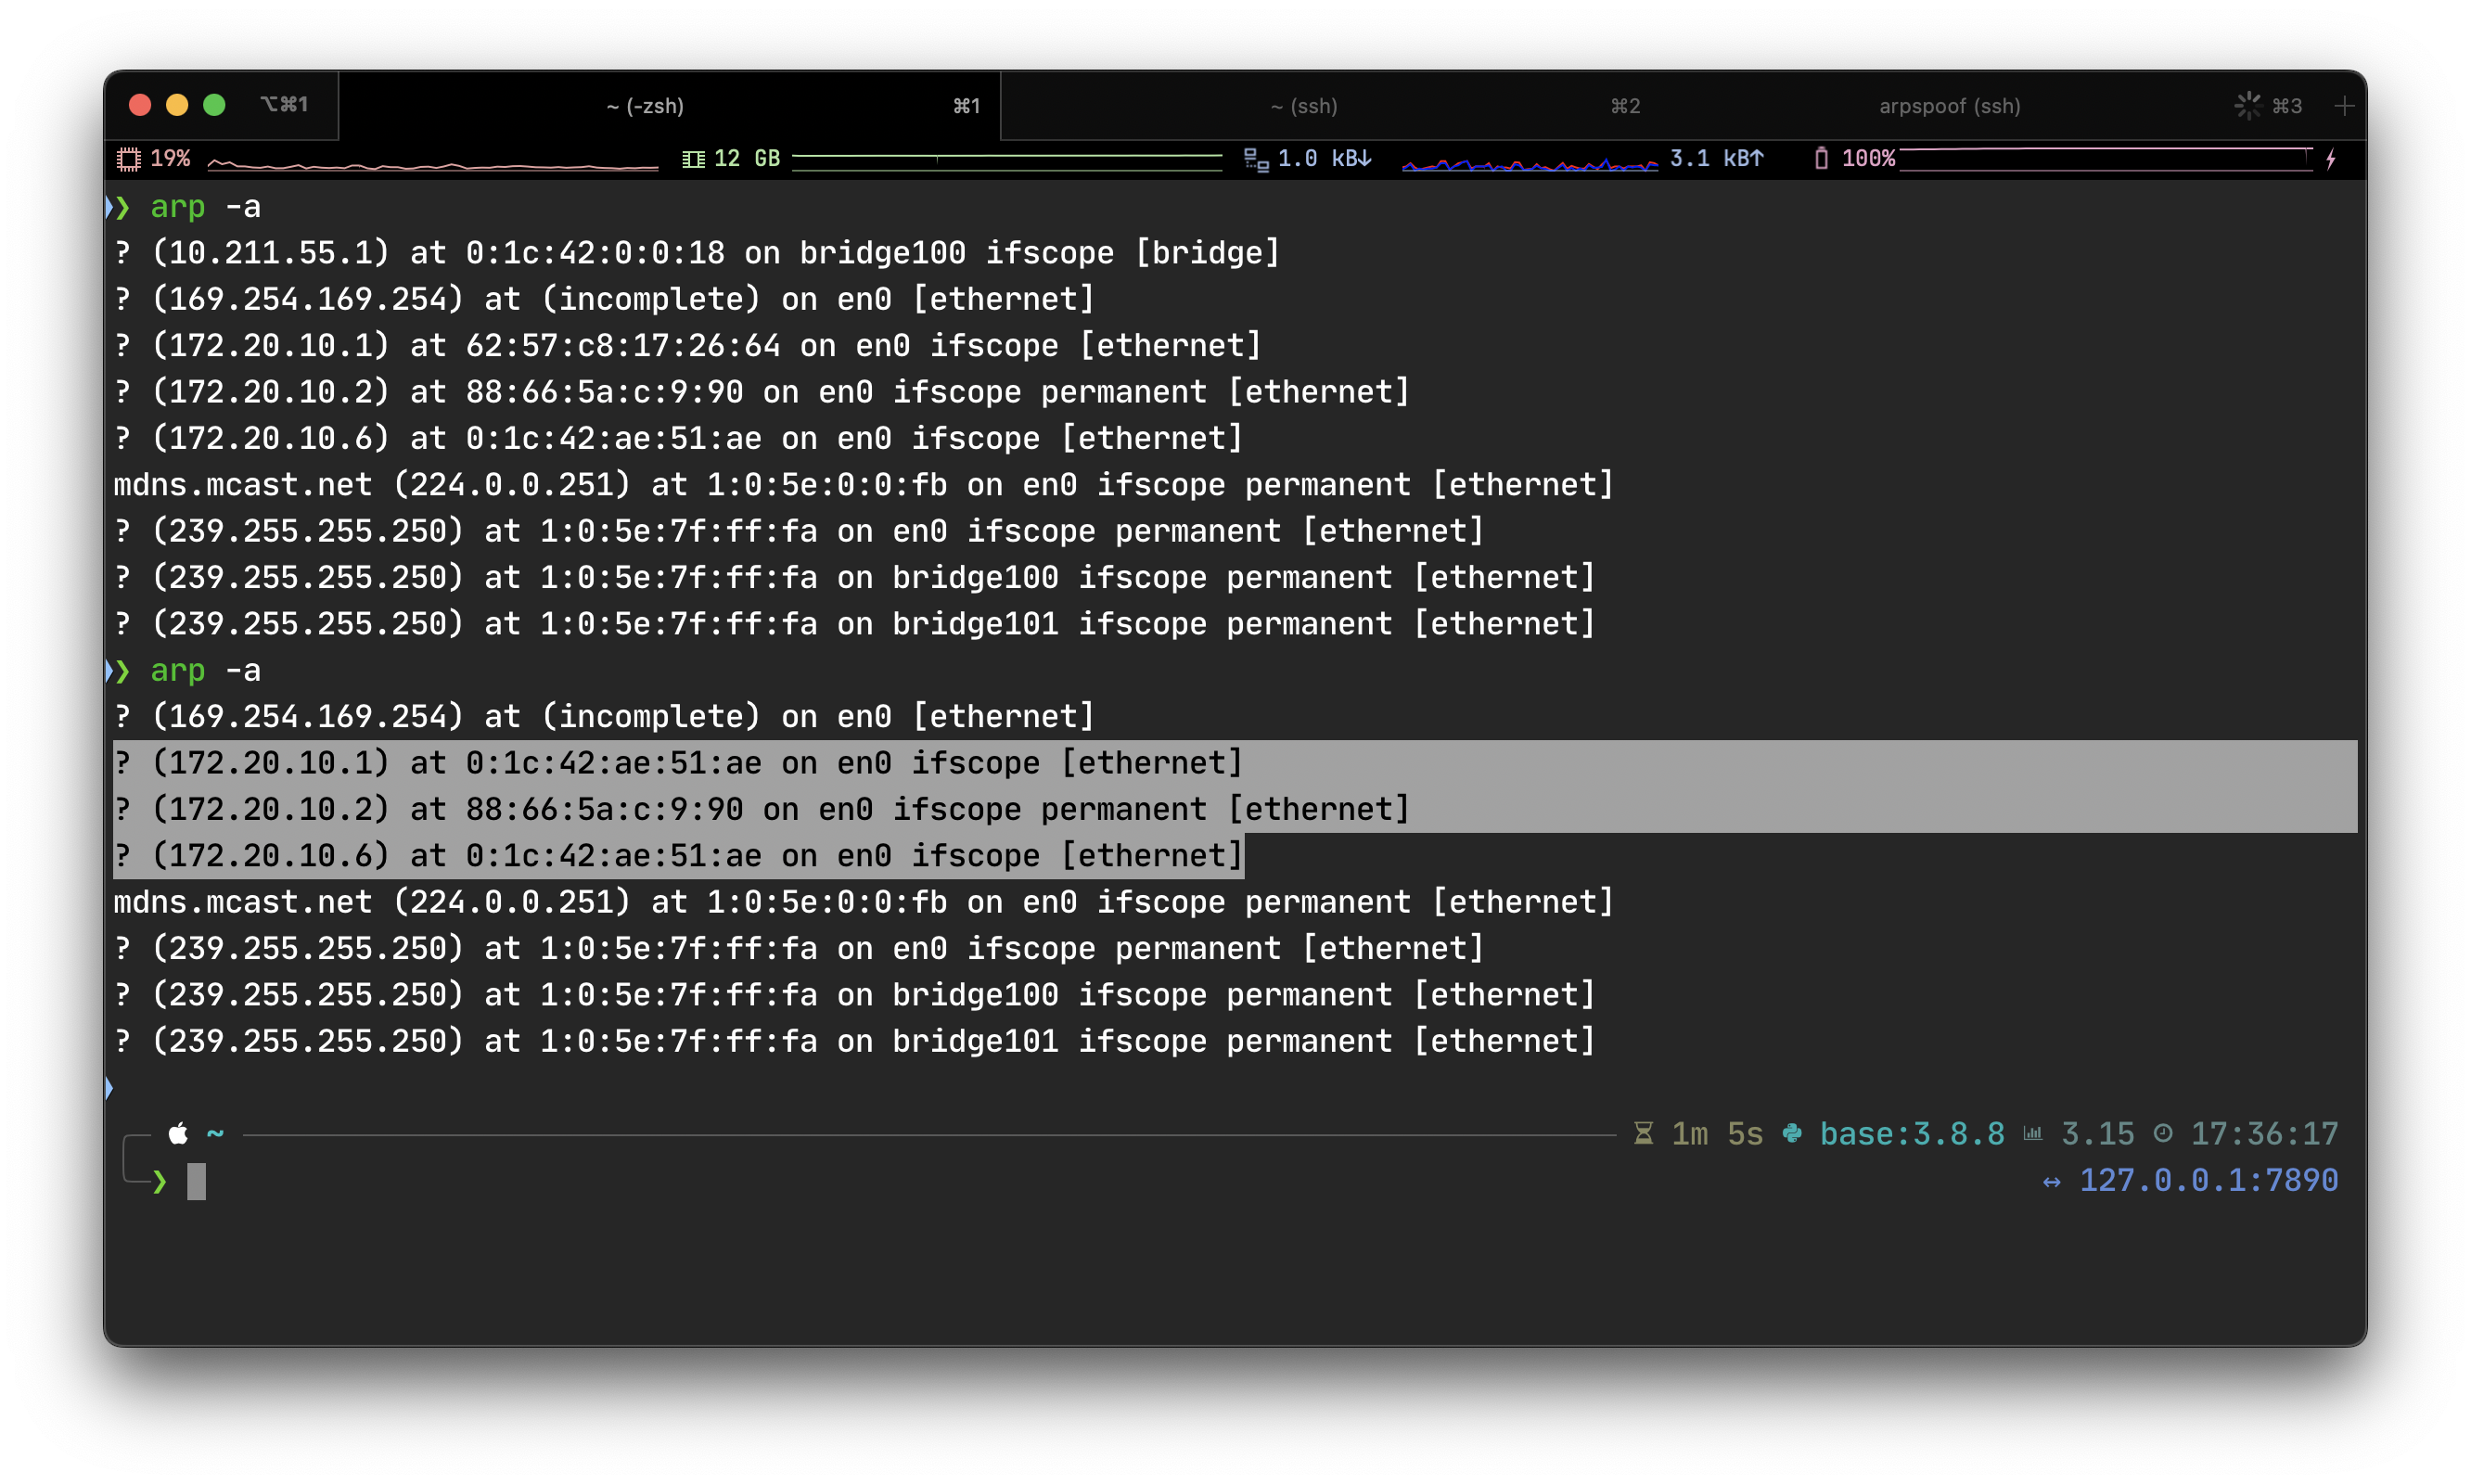 ⌥⌘1 ~ (-zsh) ⌘1 ~ (ssh) ⌘2 arpspoof (ssh) ⌘3 +
19% 12 GB 1.0 kB↓ 3.1 kB↑ 100%
❯ arp -a
? (10.211.55.1) at 0:1c:42:0:0:18 on bridge100 ifscope [bridge]
? (169.254.169.254) at (incomplete) on en0 [ethernet]
? (172.20.10.1) at 62:57:c8:17:26:64 on en0 ifscope [ethernet]
? (172.20.10.2) at 88:66:5a:c:9:90 on en0 ifscope permanent [ethernet]
? (172.20.10.6) at 0:1c:42:ae:51:ae on en0 ifscope [ethernet]
mdns.mcast.net (224.0.0.251) at 1:0:5e:0:0:fb on en0 ifscope permanent [ethernet]
? (239.255.255.250) at 1:0:5e:7f:ff:fa on en0 ifscope permanent [ethernet]
? (239.255.255.250) at 1:0:5e:7f:ff:fa on bridge100 ifscope permanent [ethernet]
? (239.255.255.250) at 1:0:5e:7f:ff:fa on bridge101 ifscope permanent [ethernet]
❯ arp -a
? (169.254.169.254) at (incomplete) on en0 [ethernet]
? (172.20.10.1) at 0:1c:42:ae:51:ae on en0 ifscope [ethernet]
? (172.20.10.2) at 88:66:5a:c:9:90 on en0 ifscope permanent [ethernet]
? (172.20.10.6) at 0:1c:42:ae:51:ae on en0 ifscope [ethernet]
mdns.mcast.net (224.0.0.251) at 1:0:5e:0:0:fb on en0 ifscope permanent [ethernet]
? (239.255.255.250) at 1:0:5e:7f:ff:fa on en0 ifscope permanent [ethernet]
? (239.255.255.250) at 1:0:5e:7f:ff:fa on bridge100 ifscope permanent [ethernet]
? (239.255.255.250) at 1:0:5e:7f:ff:fa on bridge101 ifscope permanent [ethernet]
~ 1m 5s base:3.8.8 3.15 17:36:17
❯ ↔ 127.0.0.1:7890